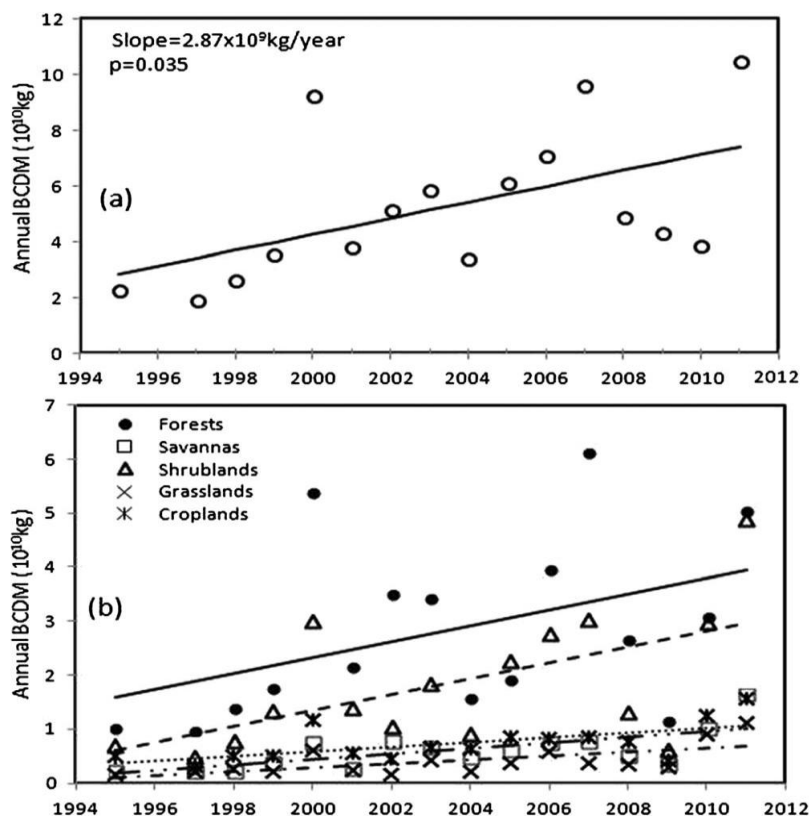 12
10
8
6
4
2
0
Annual BCDM (10¹⁰kg)
Slope=2.87x10⁹kg/year
p=0.035
(a)
1994 1996 1998 2000 2002 2004 2006 2008 2010 2012
7
6
5
4
3
2
1
0
Annual BCDM (10¹⁰kg)
Forests
Savannas
Shrublands
Grasslands
Croplands
(b)
1994 1996 1998 2000 2002 2004 2006 2008 2010 2012